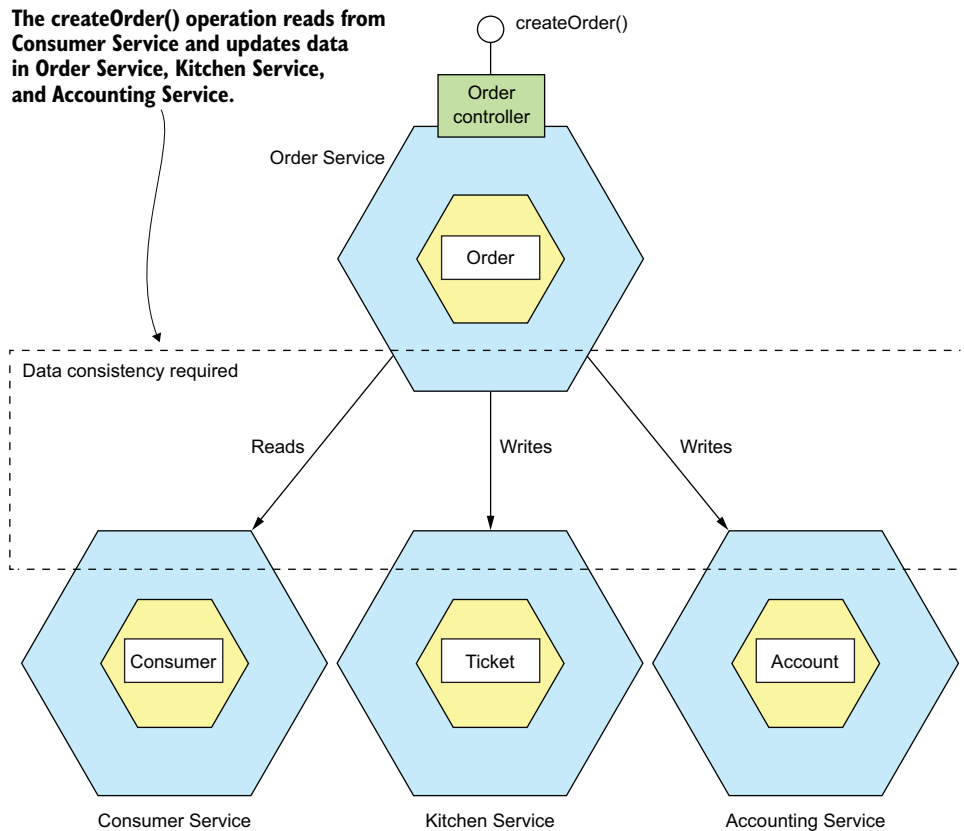 The createOrder() operation reads from
Consumer Service and updates data
in Order Service, Kitchen Service,
and Accounting Service.
createOrder()
Order
controller
Order Service
Order
Data consistency required
Reads
Writes
Writes
Consumer
Ticket
Account
Consumer Service
Kitchen Service
Accounting Service